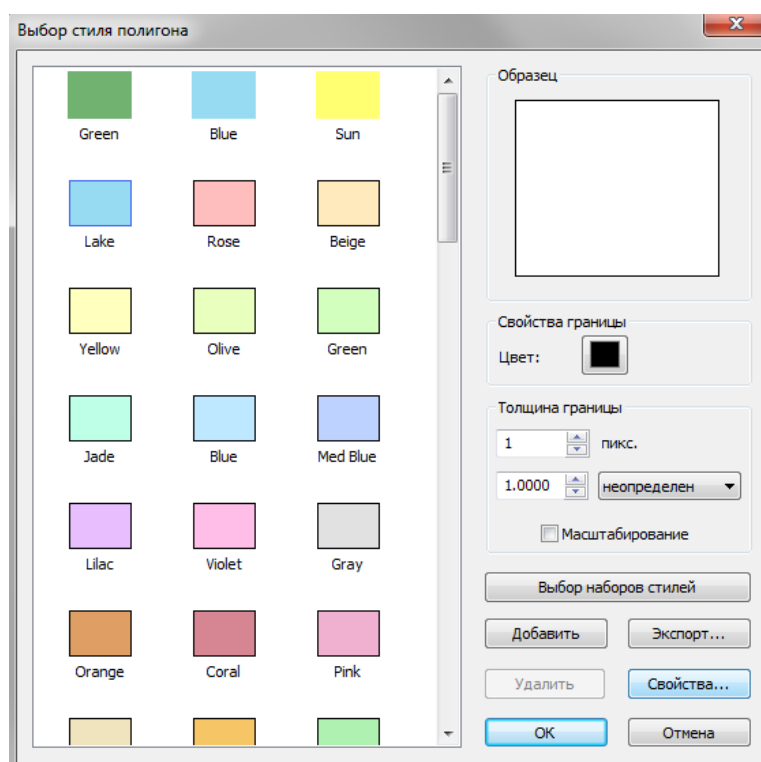 Выбор стиля полигона
Green Blue Sun
Lake Rose Beige
Yellow Olive Green
Jade Blue Med Blue
Lilac Violet Gray
Orange Coral Pink
Образец
Свойства границы
Цвет:
Толщина границы
1 пикс.
1.0000 неопределен
Масштабирование
Выбор наборов стилей
Добавить Экспорт...
Удалить Свойства...
OK Отмена